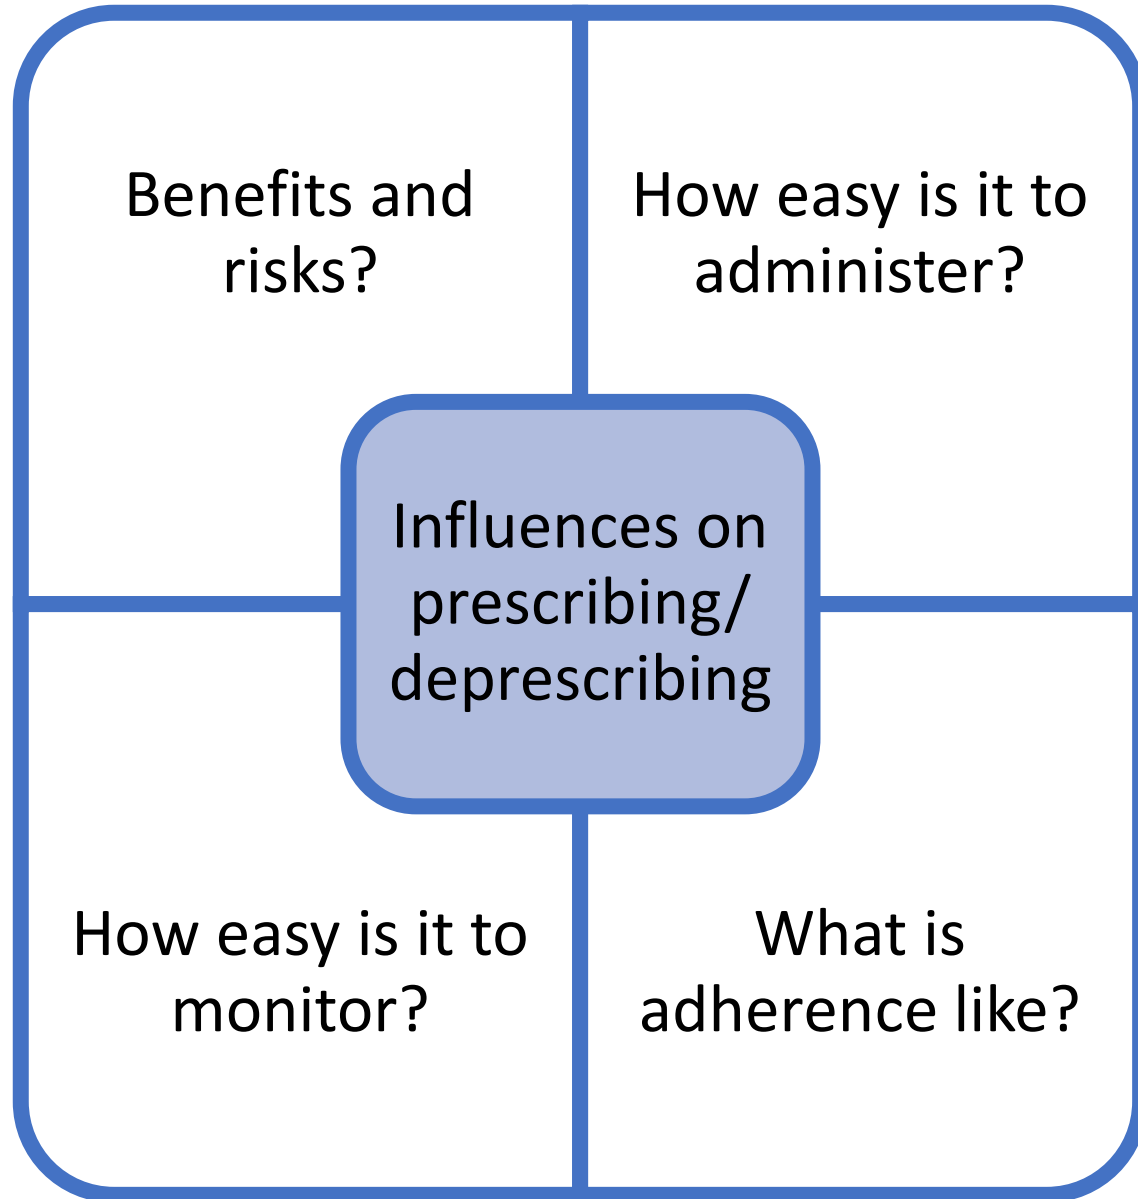 Benefits and
risks?
How easy is it to
administer?
Influences on
prescribing/
deprescribing
How easy is it to
monitor?
What is
adherence like?